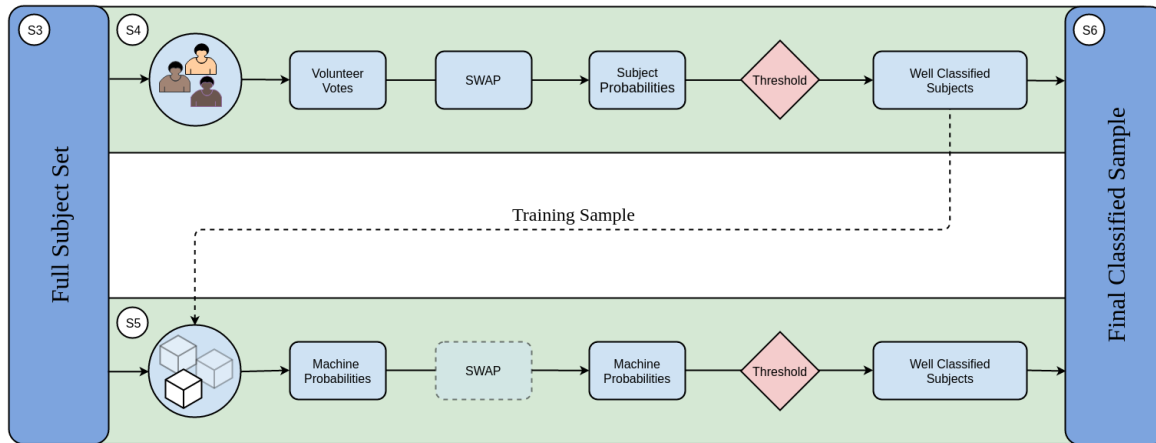 S3
Full Subject Set
S4
Volunteer
Votes
SWAP
Subject
Probabilities
Threshold
Well Classified
Subjects
S6
Final Classified Sample
Training Sample
S5
Machine
Probabilities
SWAP
Machine
Probabilities
Threshold
Well Classified
Subjects